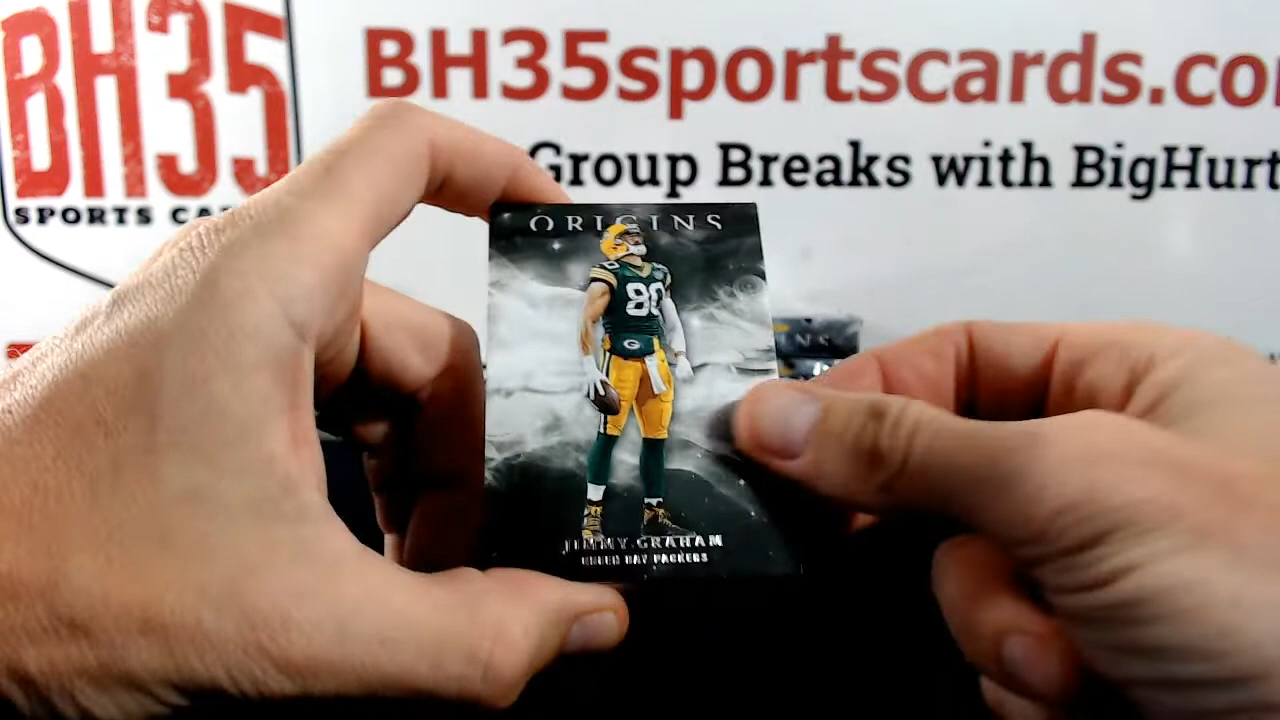 BH35
SPORTS CA
BH35sportscards.co
Group Breaks with BigHurt
ORIGINS
80
G
JIMMY GRAHAM
GREEN BAY PACKERS